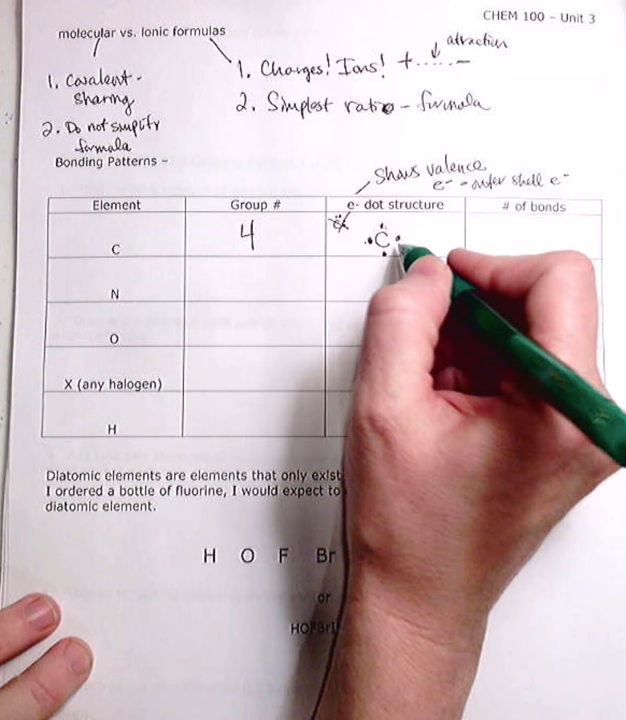 CHEM 100 – Unit 3
molecular vs. Ionic formulas
attraction
1. Covalent -
sharing
2. Do not simplify
formula
1. Charges! Ions! + ...... −
2. Simplest ratio - formula
Bonding Patterns –
Shows valence
e- - outer shell e-
Element Group # e- dot structure # of bonds
C 4 C
N
O
X (any halogen)
H
Diatomic elements are elements that only exist
I ordered a bottle of fluorine, I would expect to
diatomic element.
H O F Br
or
HOFBrI